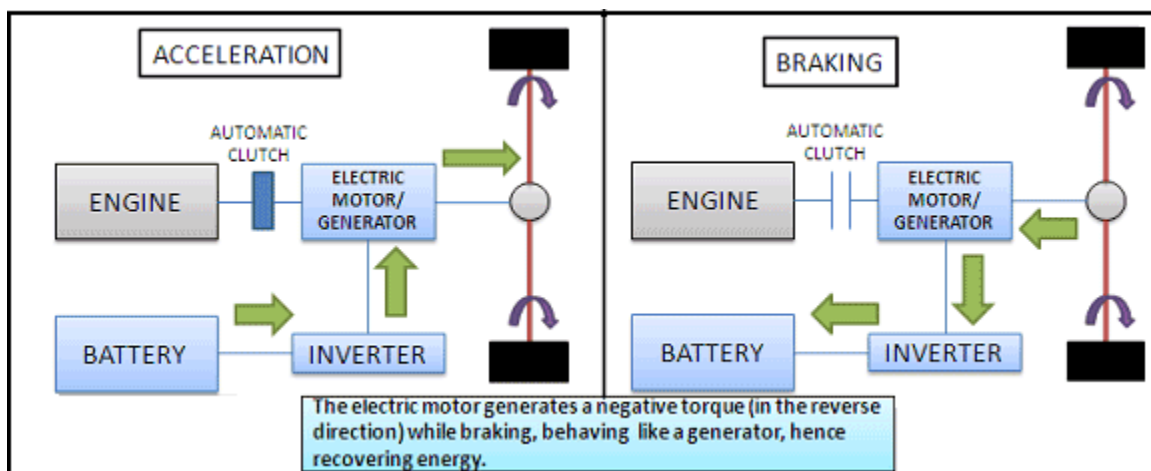 ACCELERATION
AUTOMATIC
CLUTCH
ENGINE
ELECTRIC
MOTOR/
GENERATOR
BATTERY
INVERTER
BRAKING
AUTOMATIC
CLUTCH
ENGINE
ELECTRIC
MOTOR/
GENERATOR
BATTERY
INVERTER
The electric motor generates a negative torque (in the reverse
direction) while braking, behaving like a generator, hence
recovering energy.